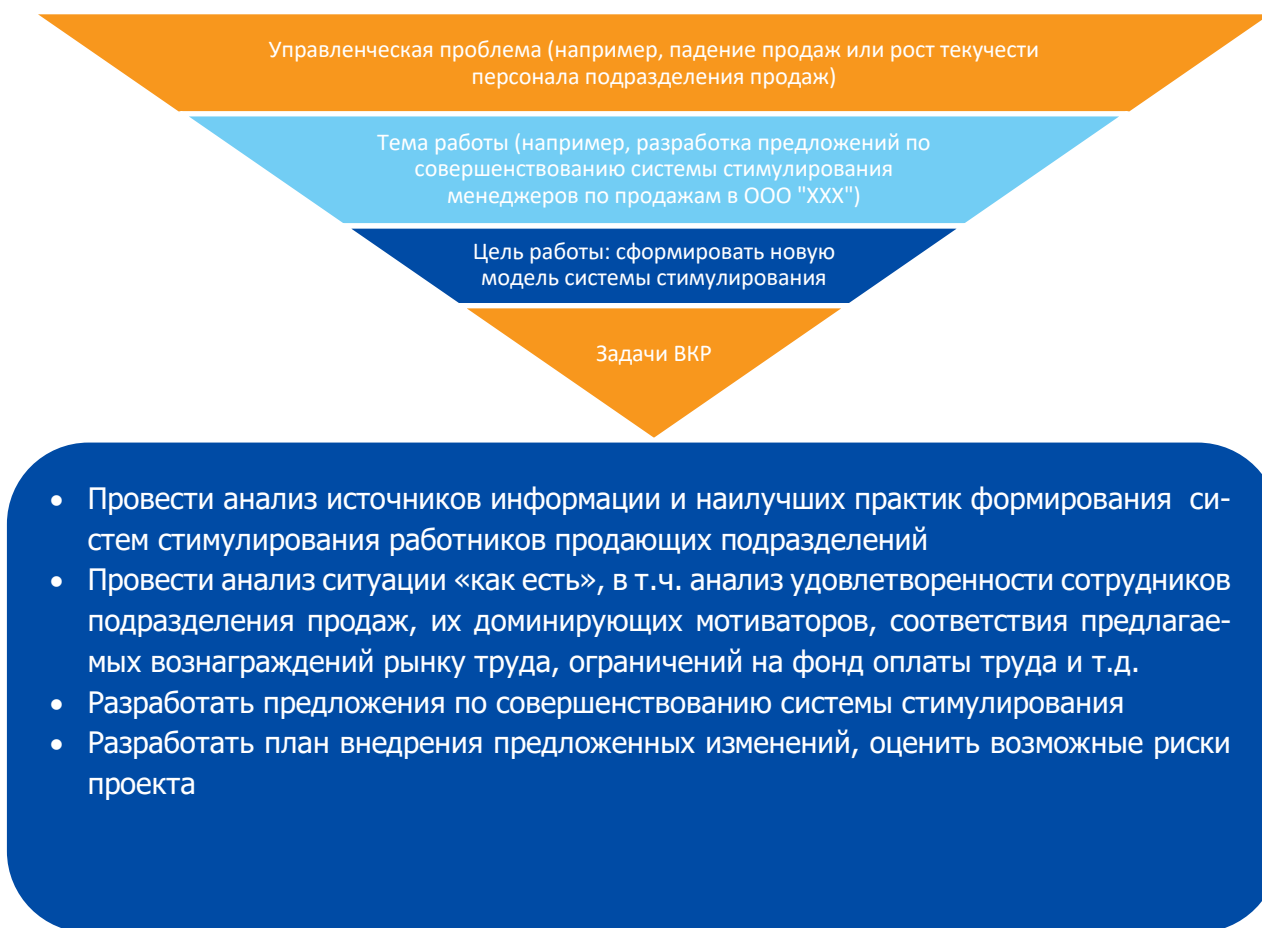 Управленческая проблема (например, падение продаж или рост текучести
персонала подразделения продаж)
Тема работы (например, разработка предложений по
совершенствованию системы стимулирования
менеджеров по продажам в ООО "ХХХ")
Цель работы: сформировать новую
модель системы стимулирования
Задачи ВКР
• Провести анализ источников информации и наилучших практик формирования си-
стем стимулирования работников продающих подразделений
• Провести анализ ситуации «как есть», в т.ч. анализ удовлетворенности сотрудников
подразделения продаж, их доминирующих мотиваторов, соответствия предлагае-
мых вознаграждений рынку труда, ограничений на фонд оплаты труда и т.д.
• Разработать предложения по совершенствованию системы стимулирования
• Разработать план внедрения предложенных изменений, оценить возможные риски
проекта